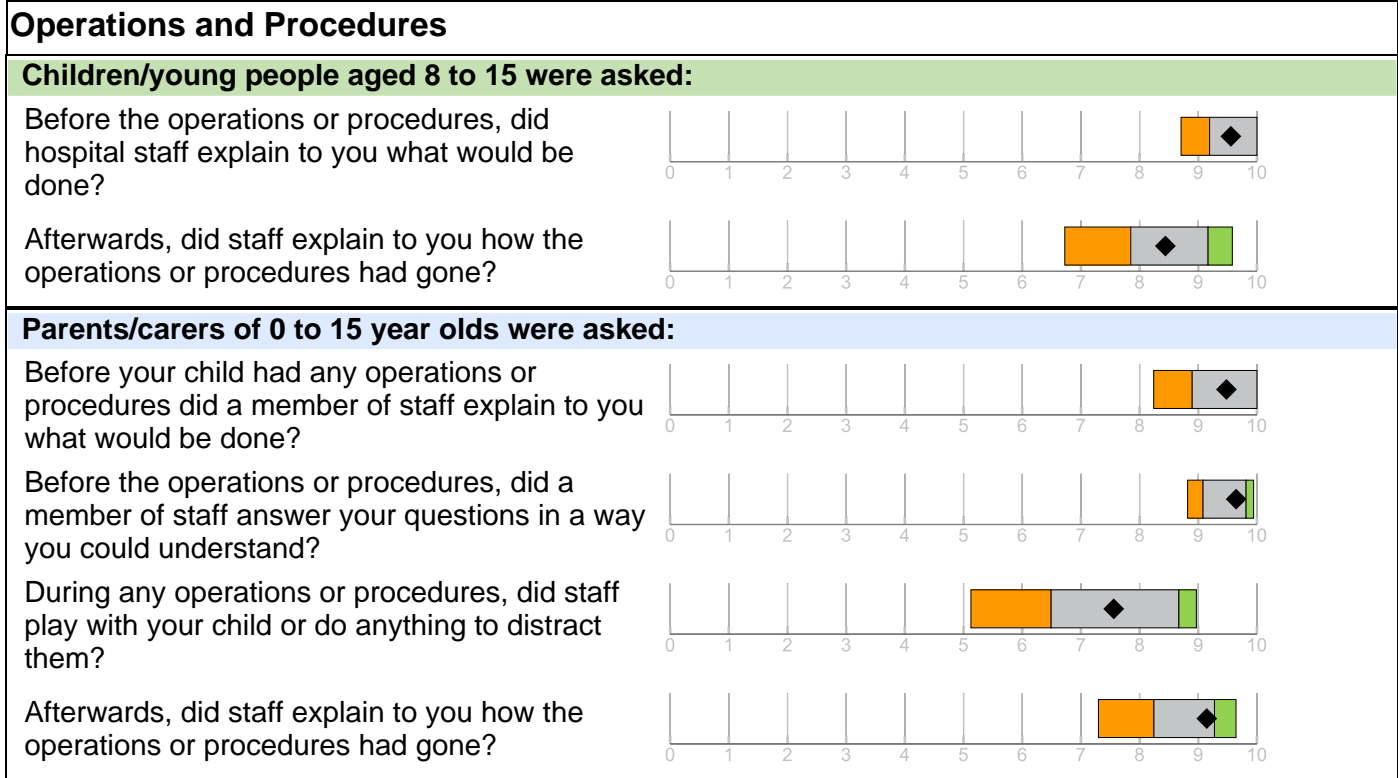 Operations and Procedures
Children/young people aged 8 to 15 were asked:
Before the operations or procedures, did
hospital staff explain to you what would be
done?
0 1 2 3 4 5 6 7 8 9 10
Afterwards, did staff explain to you how the
operations or procedures had gone?
0 1 2 3 4 5 6 7 8 9 10
Parents/carers of 0 to 15 year olds were asked:
Before your child had any operations or
procedures did a member of staff explain to you
what would be done?
0 1 2 3 4 5 6 7 8 9 10
Before the operations or procedures, did a
member of staff answer your questions in a way
you could understand?
0 1 2 3 4 5 6 7 8 9 10
During any operations or procedures, did staff
play with your child or do anything to distract
them?
0 1 2 3 4 5 6 7 8 9 10
Afterwards, did staff explain to you how the
operations or procedures had gone?
0 1 2 3 4 5 6 7 8 9 10